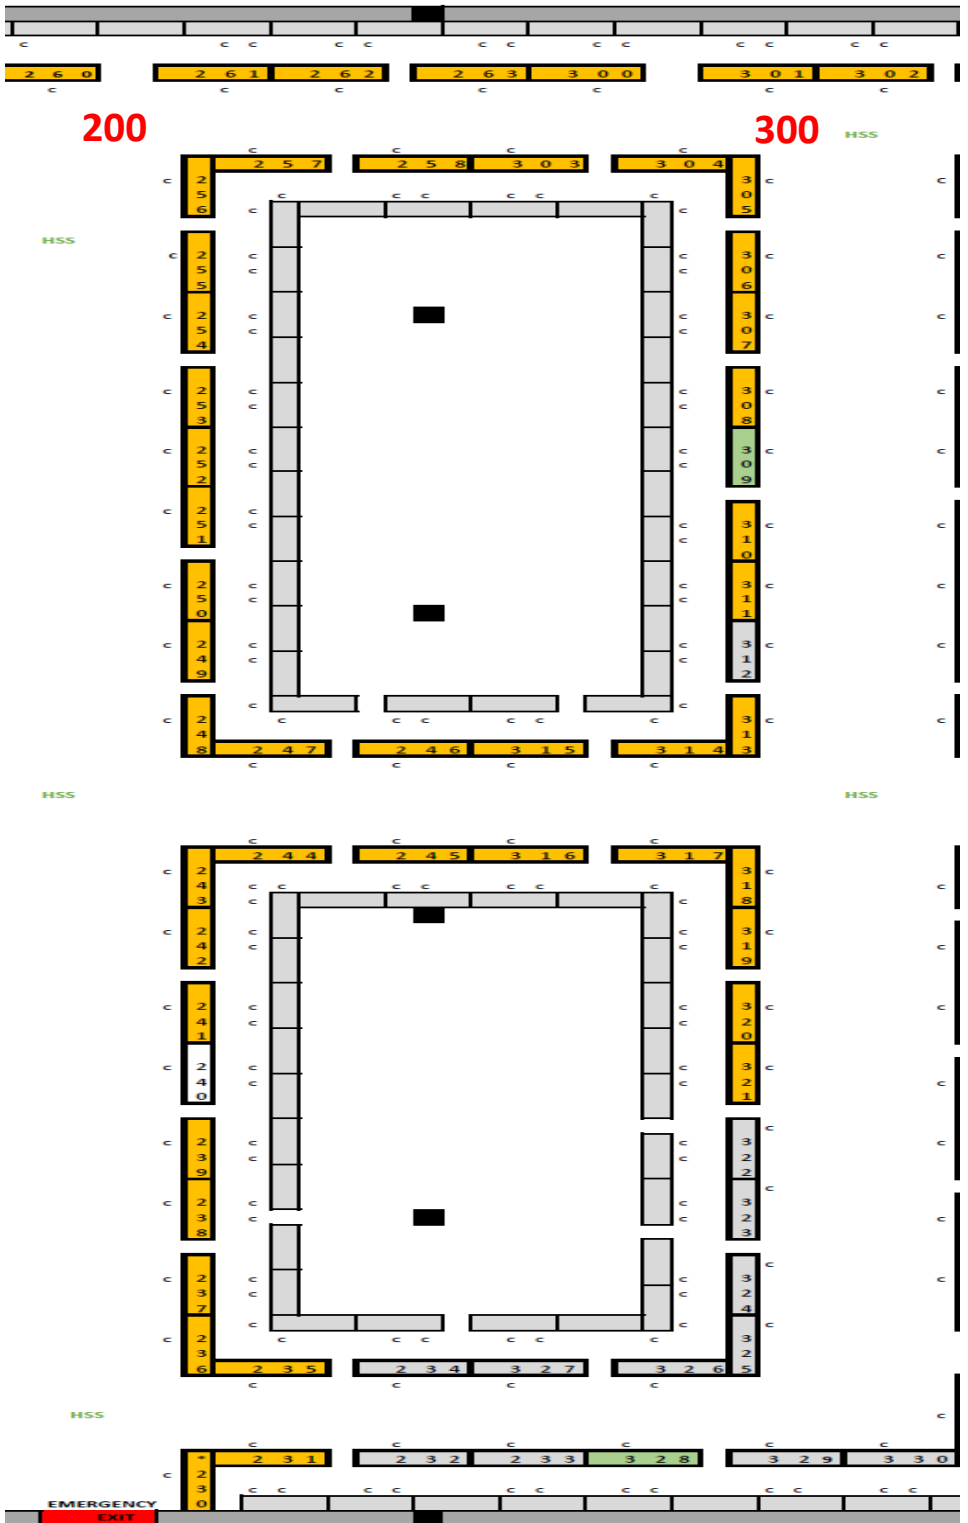 c c c c c c c c c c c c
260 261 262 263 300 301 302
c c c c c c c
200 300 HSS
c c c c
257 258 303 304
c 256 305 c c
c c c c c c
c c
HSS
c 255 c c 306 c c
c c
c 254 c c 307 c c
c c
c 253 c c 308 c c
c c
c 252 c c 309 c c
c c
c 251 c c 310 c c
c c
c 250 c c 311 c c
c c
c 249 c c 312 c c
c c
c c
c 248 c c c c c c 313 c c
247 246 315 314
c c c c
HSS HSS
c c c c
244 245 316 317
c 243 c c c c c c c 318 c c
c c
c 242 c c 319 c c
c c
c 241 c c 320 c c
c c
c 240 c c 321 c c
c c
c 239 c c 322 c c
c c
c 238 c c 323 c c
c 237 c c 324 c c
c c
c c
c 236 c c c c c 325 c
235 234 327 326
c c c c
HSS c
c c c c c
*230 231 232 233 328 329 330
c
c c c c c c c c c c c c
EMERGENCY
EXIT